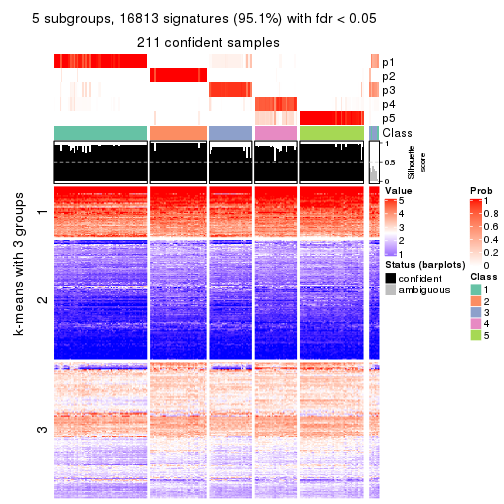 5 subgroups, 16813 signatures (95.1%) with fdr < 0.05
211 confident samples
p1
p2
p3
p4
p5
Class
1
0.5
0
Silhouette
score
k-means with 3 groups
1
2
3
Value
5
4
3
2
1
Status (barplots)
confident
ambiguous
Prob
1
0.8
0.6
0.4
0.2
0
Class
1
2
3
4
5